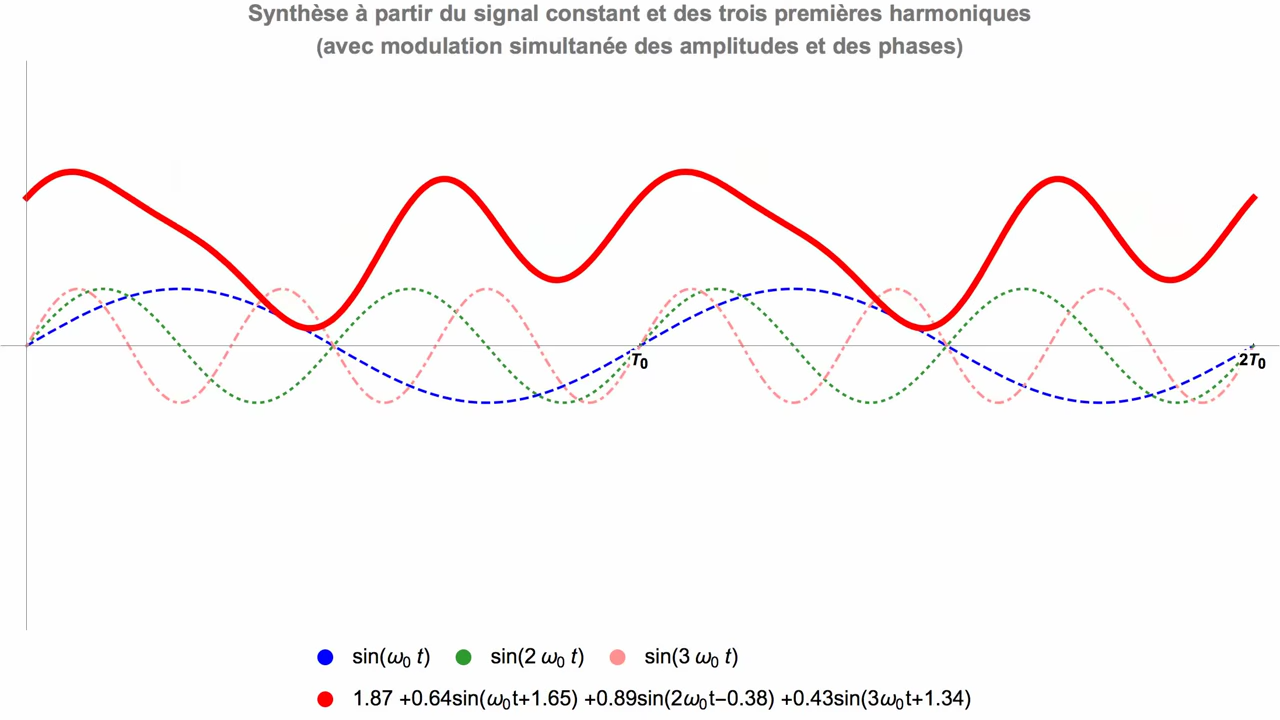 Synthèse à partir du signal constant et des trois premières harmoniques
(avec modulation simultanée des amplitudes et des phases)
T₀ 2T₀
sin(ω₀ t) sin(2 ω₀ t) sin(3 ω₀ t)
1.87 +0.64sin(ω₀t+1.65) +0.89sin(2ω₀t−0.38) +0.43sin(3ω₀t+1.34)